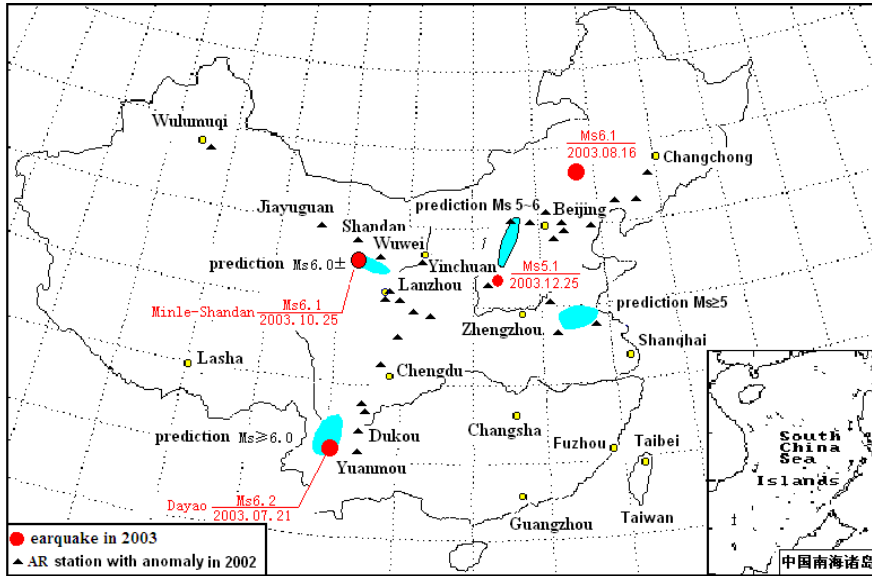 Wulumuqi
Ms6.1
2003.08.16
Changchong
Jiayuguan
prediction Ms 5~6
Beijing
Shandan
Wuwei
prediction Ms6.0±
Yinchuan
Ms5.1
2003.12.25
Lanzhou
Minle-Shandan
Ms6.1
2003.10.25
prediction Ms≥5
Zhengzhou
Shanghai
Lasha
Chengdu
prediction Ms≥6.0
Dukou
Changsha
Fuzhou
Taibei
Yuanmou
Dayao
Ms6.2
2003.07.21
Guangzhou
Taiwan
South
China
Sea
Islands
earquake in 2003
AR station with anomaly in 2002
中国南海诸岛